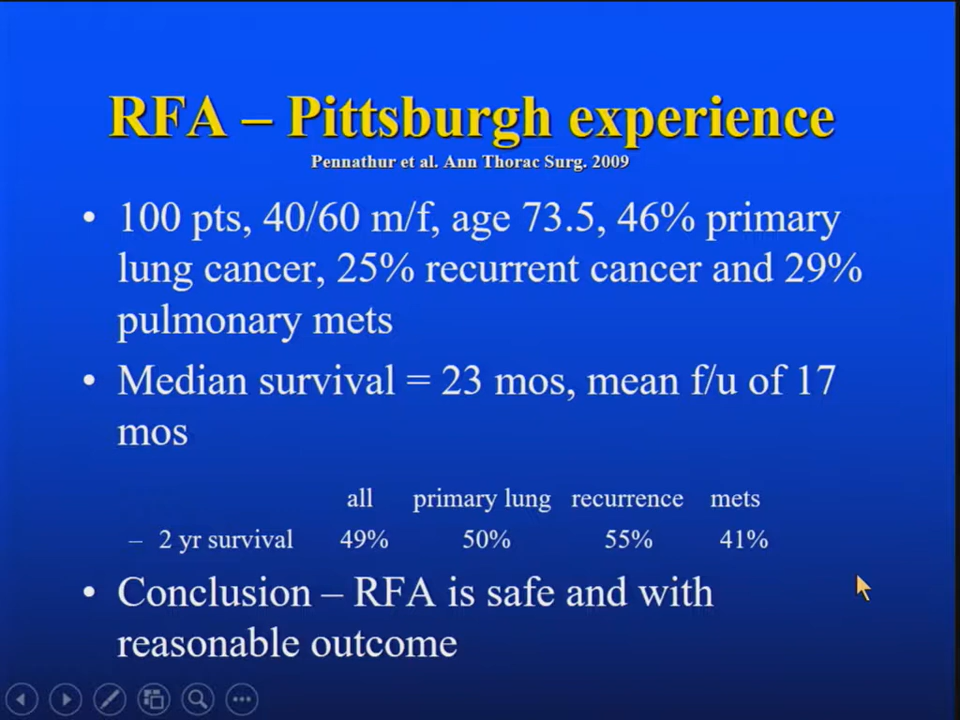 RFA – Pittsburgh experience
Pennathur et al. Ann Thorac Surg. 2009
• 100 pts, 40/60 m/f, age 73.5, 46% primary
lung cancer, 25% recurrent cancer and 29%
pulmonary mets
• Median survival = 23 mos, mean f/u of 17
mos
all primary lung recurrence mets
– 2 yr survival 49% 50% 55% 41%
• Conclusion – RFA is safe and with
reasonable outcome